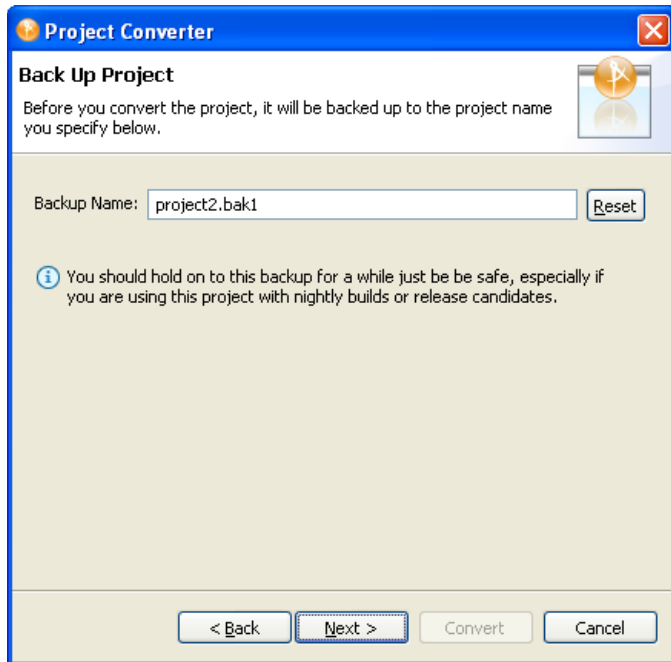 Project Converter
Back Up Project
Before you convert the project, it will be backed up to the project name
you specify below.
Backup Name: project2.bak1 Reset
You should hold on to this backup for a while just be be safe, especially if
you are using this project with nightly builds or release candidates.
< Back Next > Convert Cancel